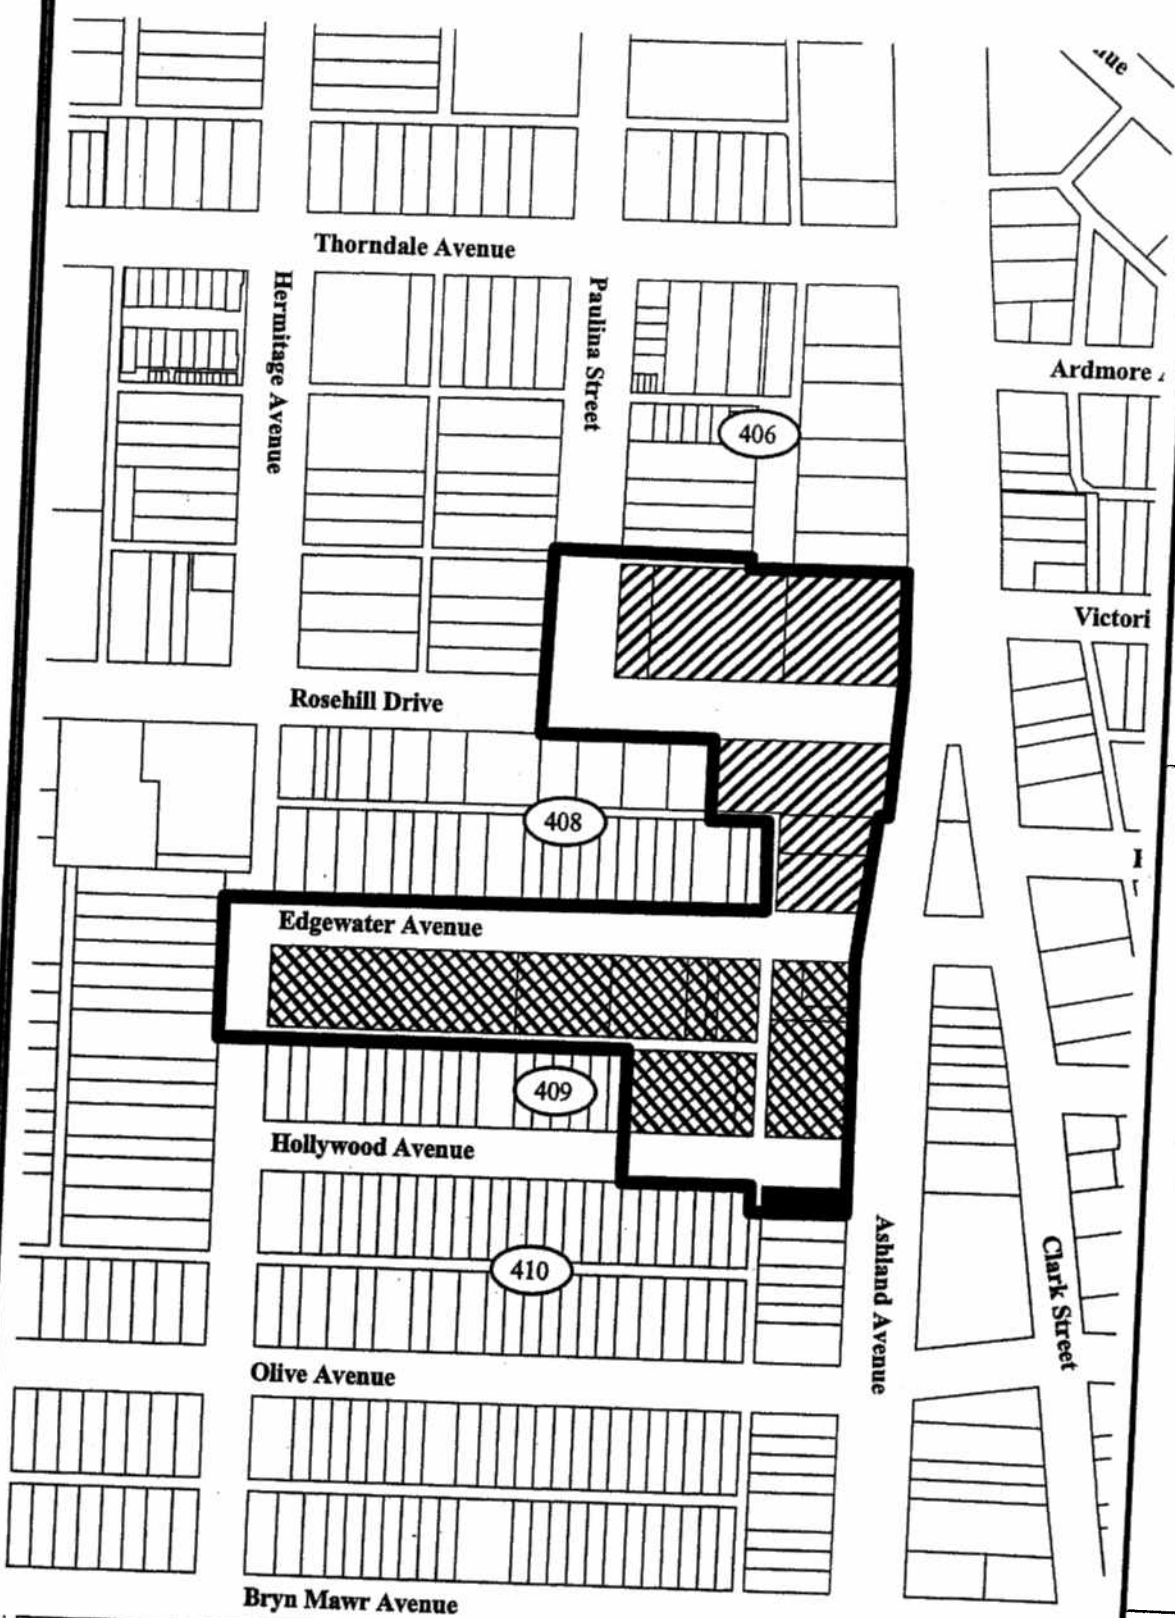 Thorndale Avenue
Hermitage Avenue
Paulina Street
Ardmore
406
Rosehill Drive
408
Edgewater Avenue
409
Hollywood Avenue
410
Ashland Avenue
Clark Street
Olive Avenue
Bryn Mawr Avenue